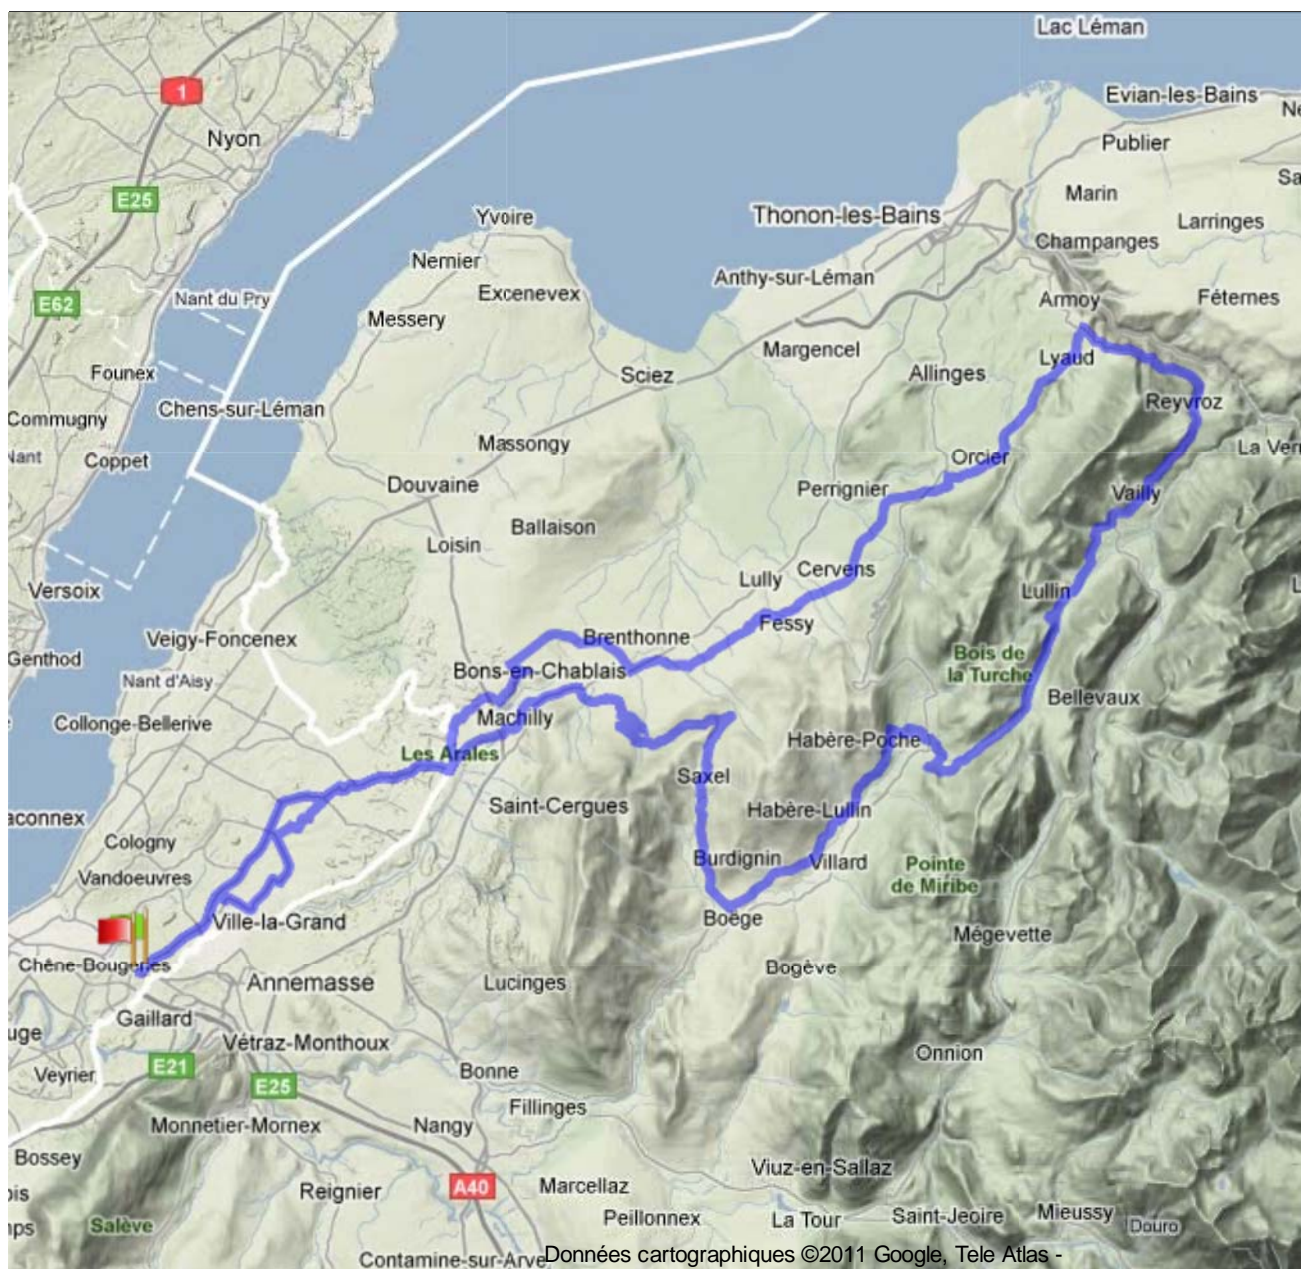 Lac Léman
1
Evian-les-Bains
Nyon
Publier
E25
Marin
Yvoire
Thonon-les-Bains
Larringes
Champanges
Nernier
Anthy-sur-Léman
Excenevex
Nant du Pry
Armoy
Féternes
E62
Messery
Margencel
Lyaud
Founex
Sciez
Allinges
Reyvroz
Chens-sur-Léman
Commugny
Massongy
La Vern
Coppet
Orcier
Douvaine
Perrignier
Vailly
Ballaison
Loisin
Cervens
Lully
Versoix
Lullin
Fessy
Veigy-Foncenex
Brenthonne
Genthod
Bois de
la Turche
Bons-en-Chablais
Nant d'Aisy
Bellevaux
Collonge-Bellerive
Machilly
Habère-Poche
Les Arales
Saxel
Saint-Cergues
Habère-Lullin
aconnex
Cologny
Burdignin
Villard
Pointe
de Miribel
Vandoeuvres
Ville-la-Grand
Boëge
Mégevette
Chêne-Bougeries
Bogève
Annemasse
Lucinges
Gaillard
uge
Vétraz-Monthoux
Onnion
E21
Veyrier
Bonne
E25
Fillinges
Monnetier-Mornex
Nangy
Bossey
Viuz-en-Sallaz
Reignier
A40
Marcellaz
Peillonnex
La Tour
Saint-Jeoire
Mieussy
Salève
Contamine-sur-Arve
Données cartographiques ©2011 Google, Tele Atlas -